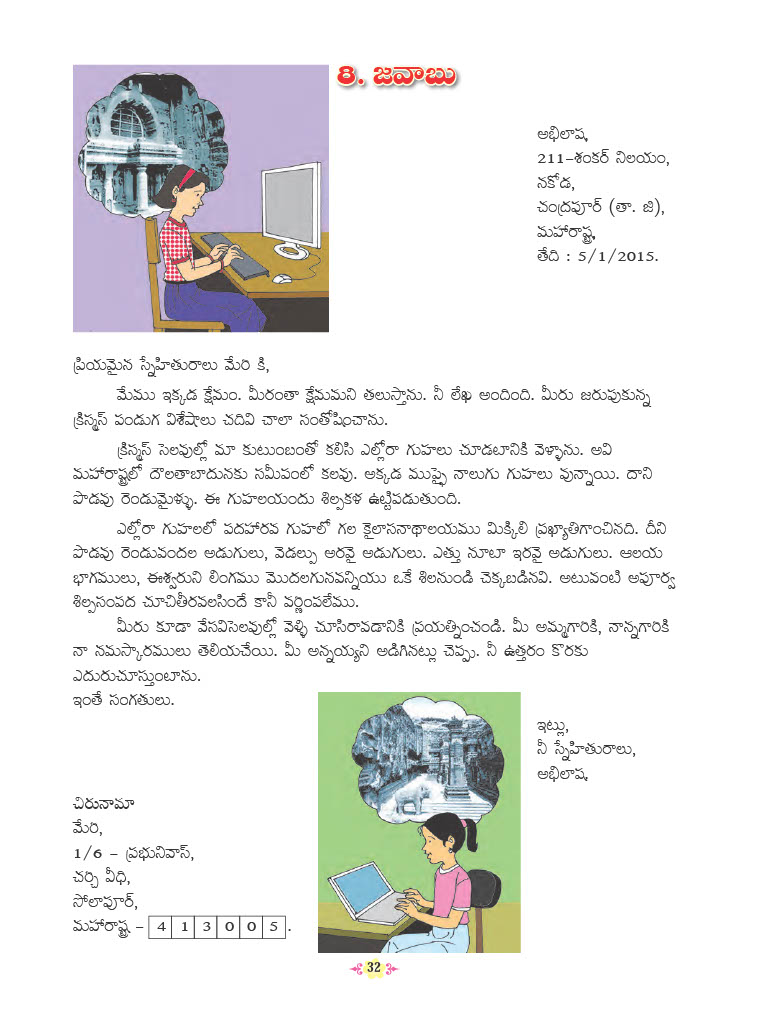 8. జవాబు
అభిలాష,
211-శంకర్ నిలయం,
నకోడ,
చంద్రపూర్ (తా. జి),
మహారాష్ట్ర,
తేది : 5/1/2015.
ప్రియమైన స్నేహితురాలు మేరి కి,
మేము ఇక్కడ క్షేమం. మీరంతా క్షేమమని తలుస్తాను. నీ లేఖ అందింది. మీరు జరుపుకున్న
క్రిస్మస్ పండుగ విశేషాలు చదివి చాలా సంతోషించాను.
క్రిస్మస్ సెలవుల్లో మా కుటుంబంతో కలిసి ఎల్లోరా గుహలు చూడటానికి వెళ్ళాను. అవి
మహారాష్ట్రలో దౌలతాబాదునకు సమీపంలో కలవు. అక్కడ ముప్పై నాలుగు గుహలు వున్నాయి. దాని
పొడవు రెండుమైళ్ళు. ఈ గుహలయందు శిల్పకళ ఉట్టిపడుతుంది.
ఎల్లోరా గుహలలో పదహారవ గుహలో గల కైలాసనాథాలయము మిక్కిలి ప్రఖ్యాతిగాంచినది. దీని
పొడవు రెండువందల అడుగులు, వెడల్పు అరవై అడుగులు. ఎత్తు నూటా ఇరవై అడుగులు. ఆలయ
భాగములు, ఈశ్వరుని లింగము మొదలగునవన్నియు ఒకే శిలనుండి చెక్కబడినవి. అటువంటి అపూర్వ
శిల్పసంపద చూచితీరవలసిందే కానీ వర్ణింపలేము.
మీరు కూడా వేసవిసెలవుల్లో వెళ్ళి చూసిరావడానికి ప్రయత్నించండి. మీ అమ్మగారికి, నాన్నగారికి
నా నమస్కారములు తెలియచేయి. మీ అన్నయ్యని అడిగినట్లు చెప్పు. నీ ఉత్తరం కొరకు
ఎదురుచూస్తుంటాను.
ఇంతే సంగతులు.
ఇట్లు,
నీ స్నేహితురాలు,
అభిలాష.
చిరునామా
మేరి,
1/6 - ప్రభునివాస్,
చర్చి వీధి,
సోలాపూర్,
మహారాష్ట్ర - 4 1 3 0 0 5 .
32